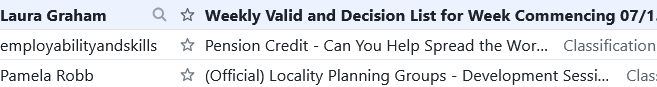 Laura Graham Weekly Valid and Decision List for Week Commencing 07/1
employabilityandskills Pension Credit - Can You Help Spread the Wor... Classification
Pamela Robb (Official) Locality Planning Groups - Development Sessi... Clas